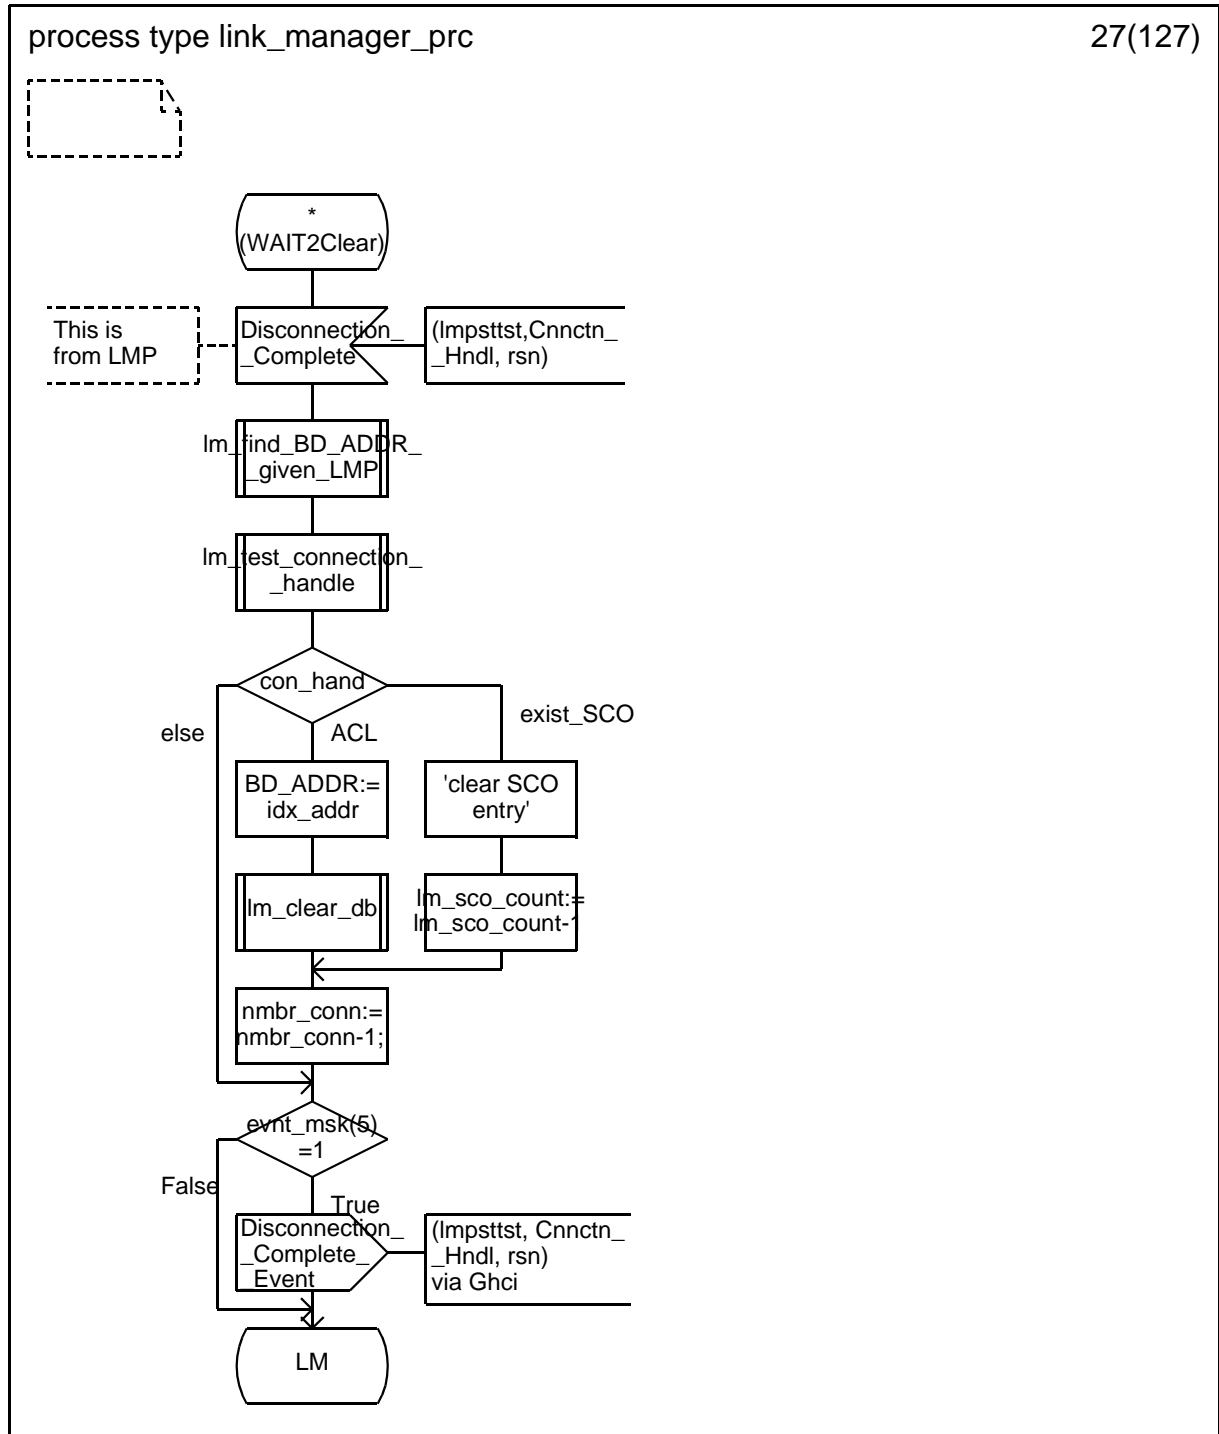 process type link_manager_prc
27(127)
*
(WAIT2Clear)
This is
from LMP
Disconnection_
_Complete
(lmpsttst,Cnnctn_
_Hndl, rsn)
lm_find_BD_ADDR_
_given_LMP
lm_test_connection_
_handle
con_hand
else
ACL
exist_SCO
BD_ADDR:=
idx_addr
'clear SCO
entry'
lm_clear_db
lm_sco_count:=
lm_sco_count-1
nmbr_conn:=
nmbr_conn-1;
evnt_msk(5)
=1
False
True
Disconnection_
_Complete_
_Event
(lmpsttst, Cnnctn_
_Hndl, rsn)
via Ghci
LM